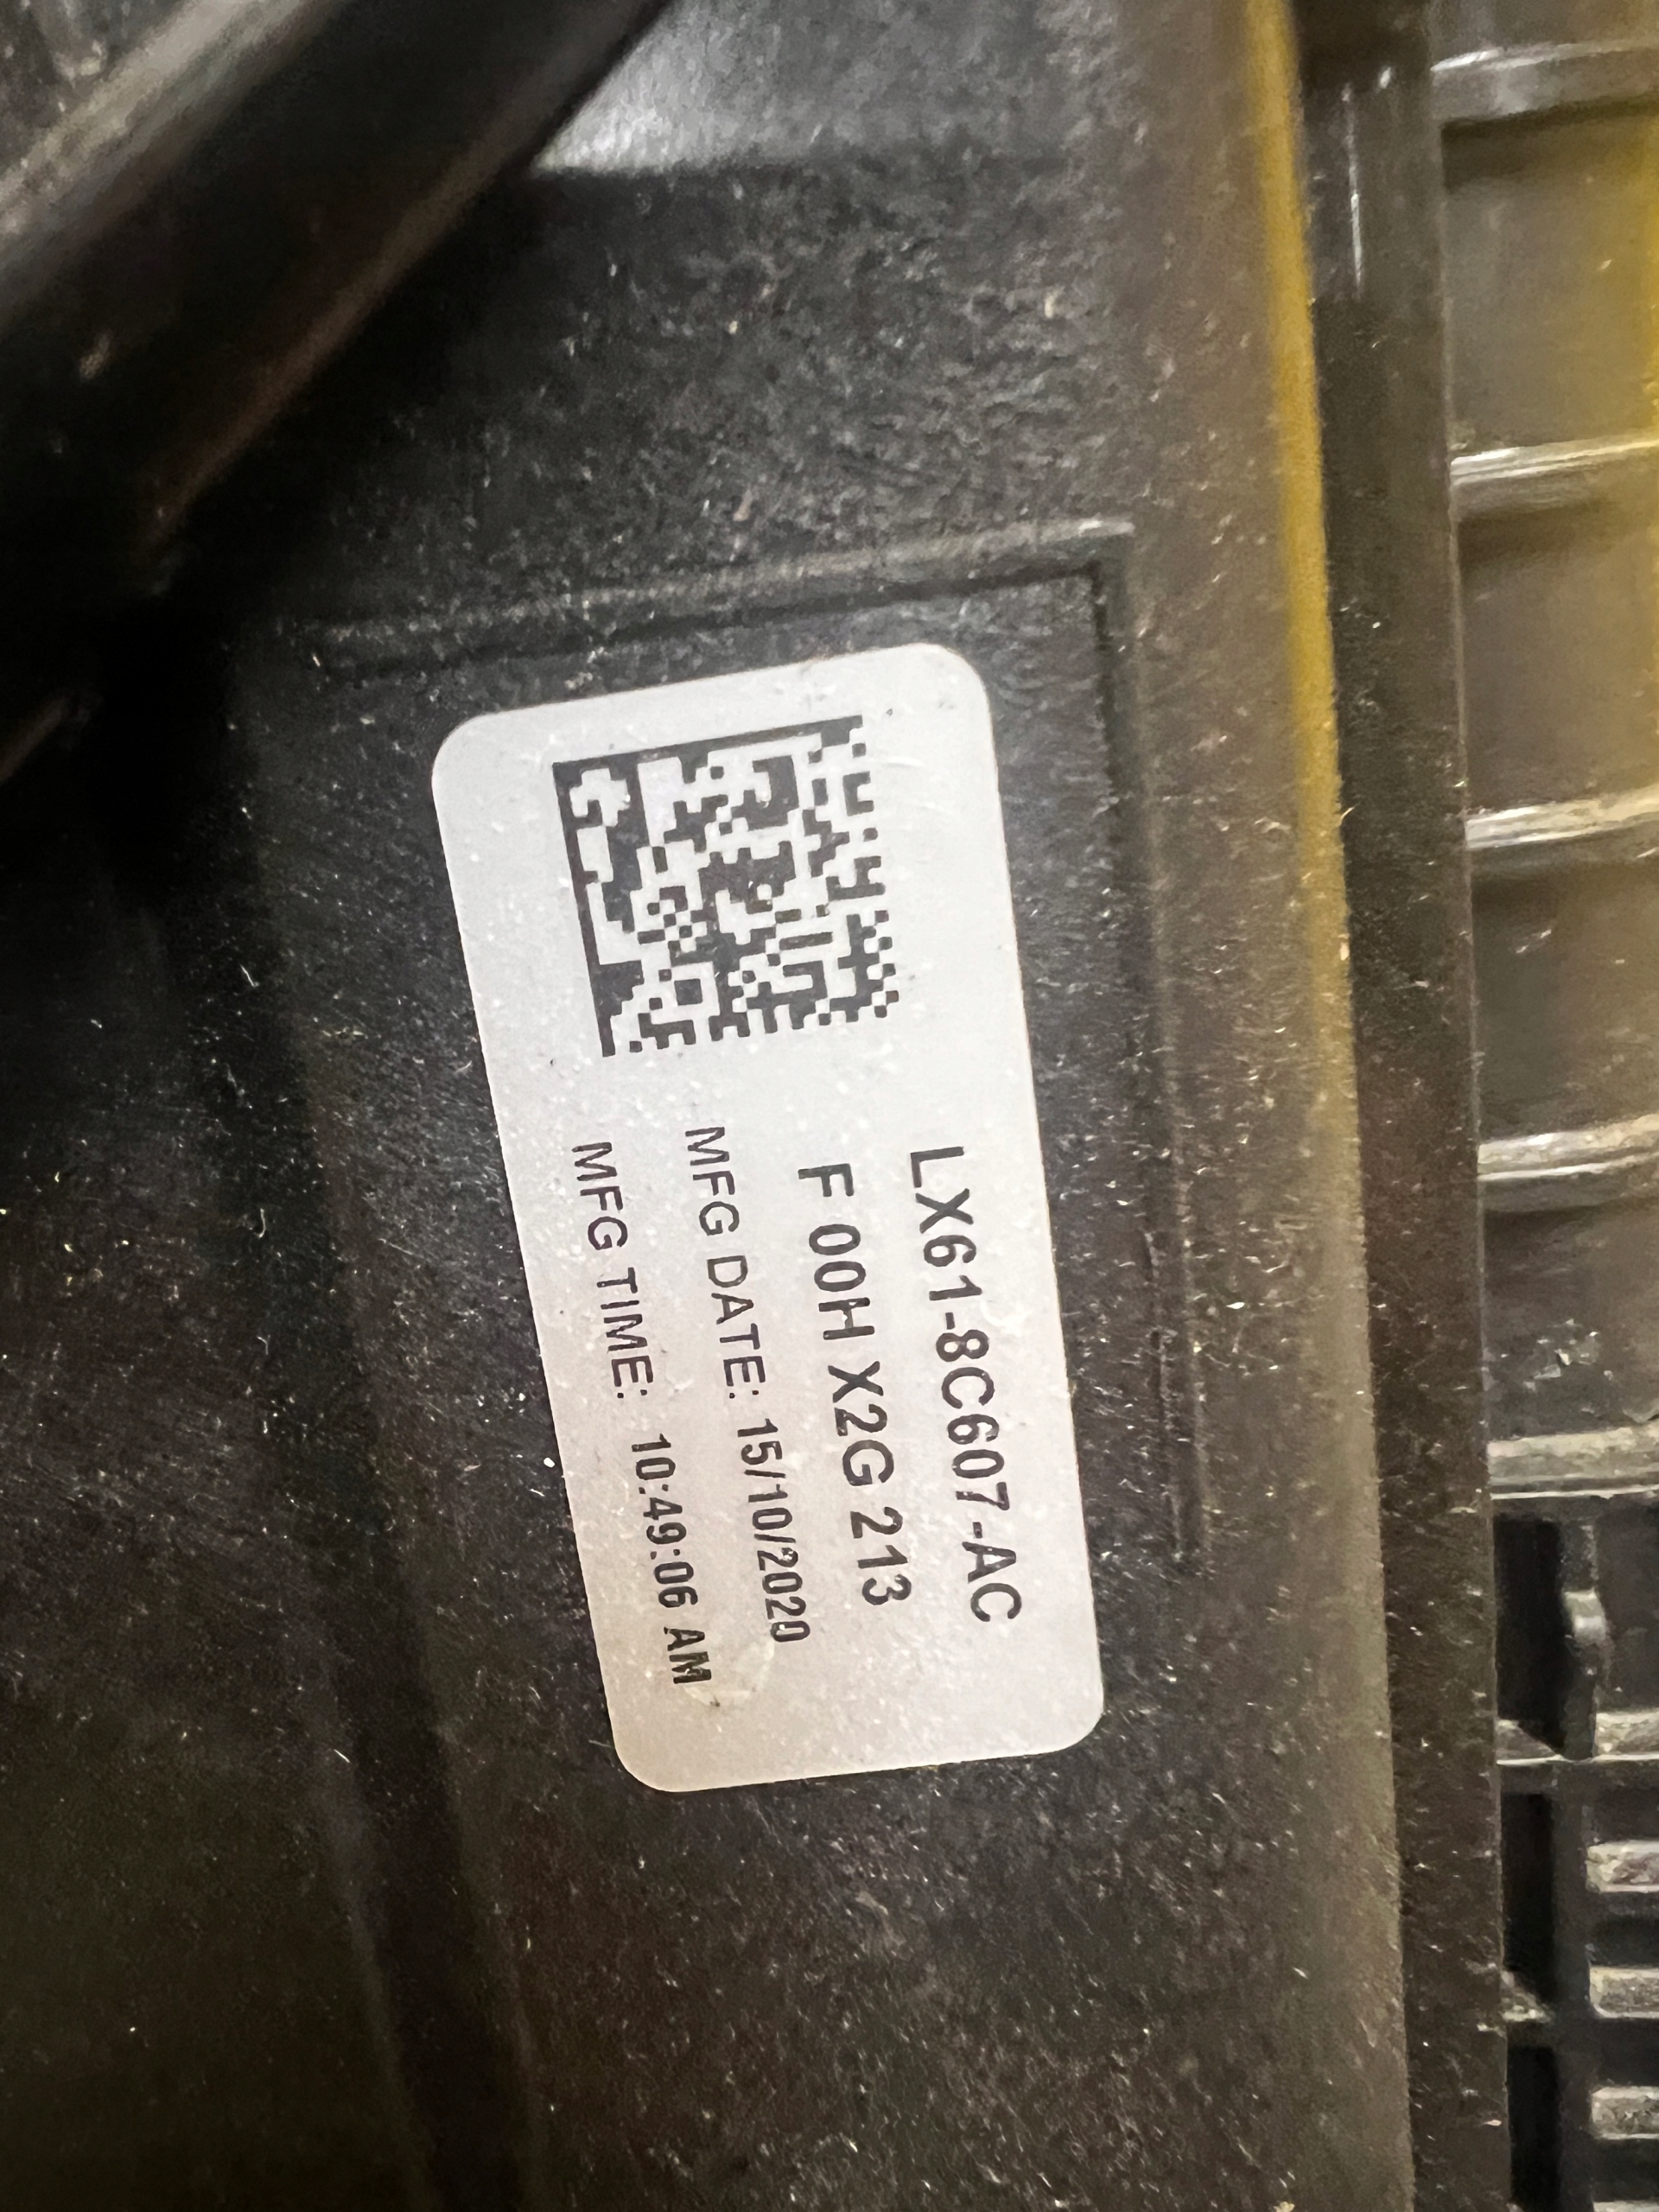 LX61-8C607-AC
F 00H X2G 213
MFG DATE: 15/10/2020
MFG TIME: 10:49:06 AM